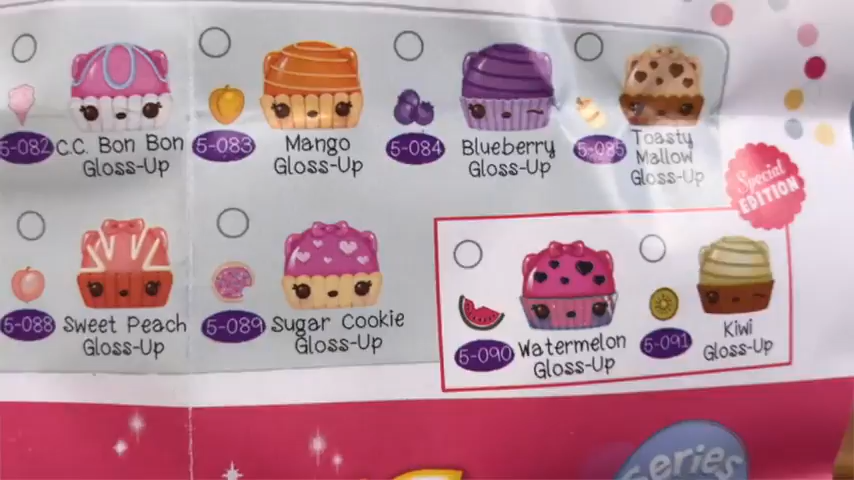 5-082 C.C. Bon Bon
Gloss-Up
5-083 Mango
Gloss-Up
5-084 Blueberry
Gloss-Up
5-085 Toasty
Mallow
Gloss-Up
Special
EDITION
5-088 Sweet Peach
Gloss-Up
5-089 Sugar Cookie
Gloss-Up
5-090 Watermelon
Gloss-Up
5-091 Kiwi
Gloss-Up
Series